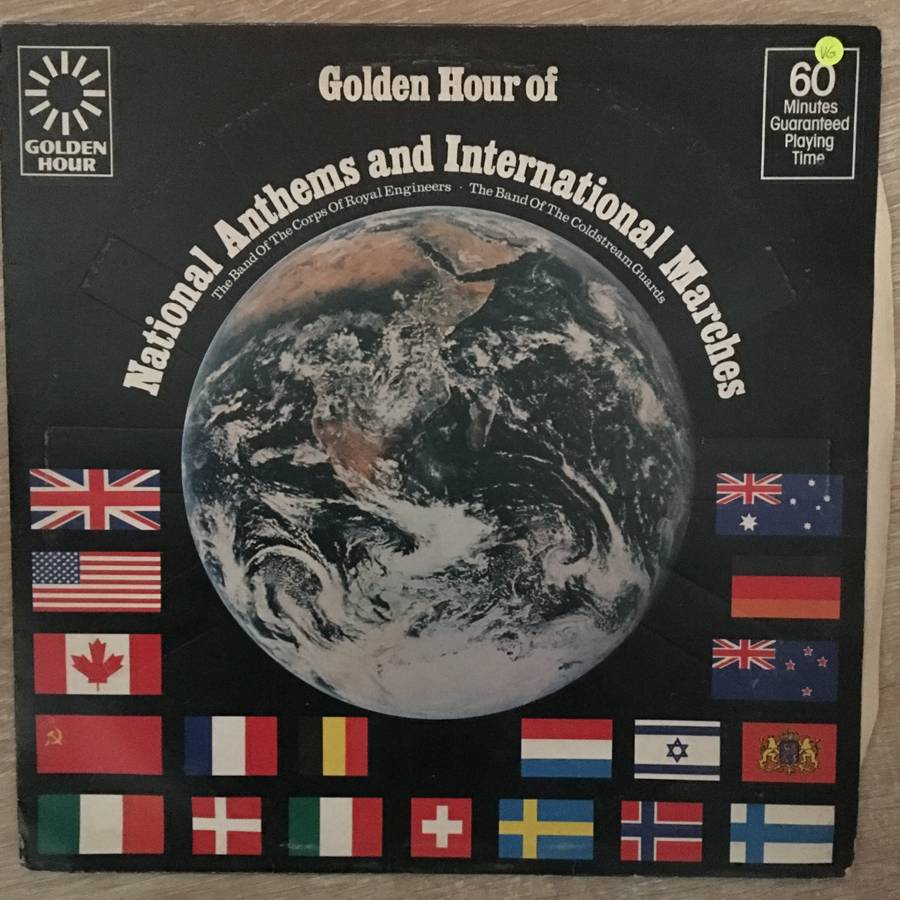 GOLDEN
HOUR
Golden Hour of
VG
60
Minutes
Guaranteed
Playing
Time
National Anthems and International Marches
The Band Of The Corps Of Royal Engineers · The Band Of The Coldstream Guards